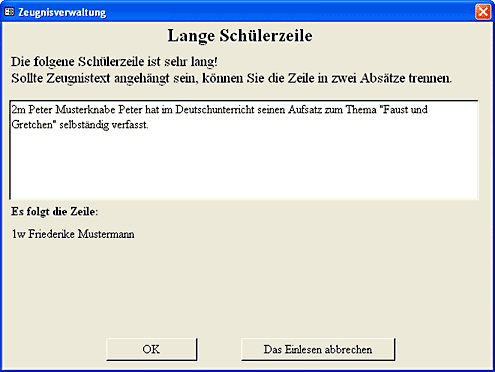 Zeugnisverwaltung
Lange Schülerzeile
Die folgene Schülerzeile ist sehr lang!
Sollte Zeugnistext angehängt sein, können Sie die Zeile in zwei Absätze trennen.
2m Peter Musterknabe Peter hat im Deutschunterricht seinen Aufsatz zum Thema "Faust und
Gretchen" selbständig verfasst.
Es folgt die Zeile:
1w Friederike Mustermann
OK
Das Einlesen abbrechen